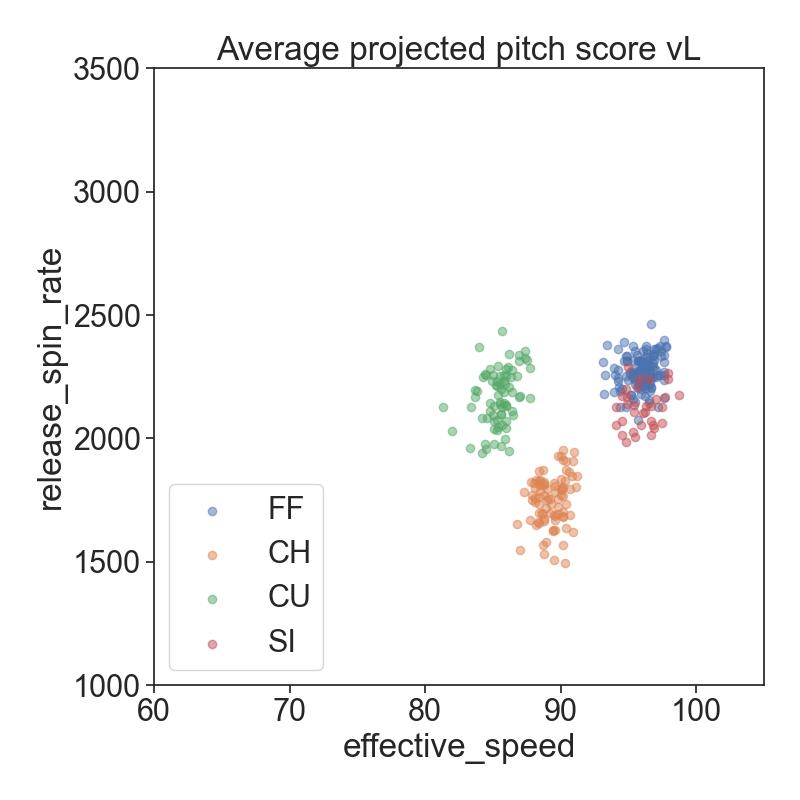 Average projected pitch score vL
release_spin_rate
3500
3000
2500
2000
1500
1000
FF
CH
CU
SI
60
70
80
90
100
effective_speed